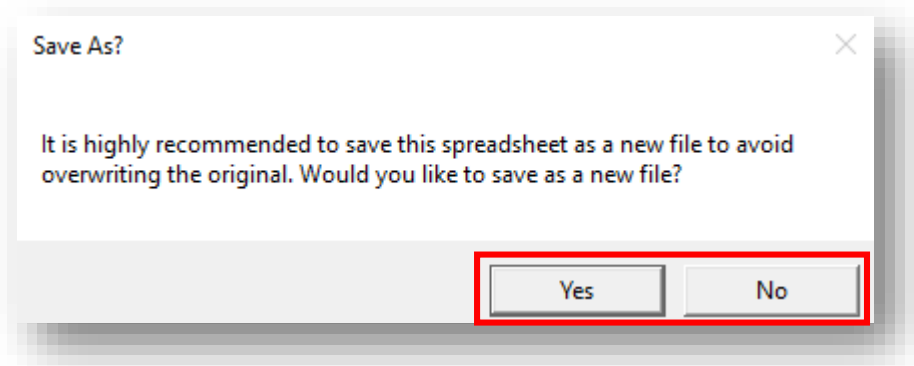 Save As?
It is highly recommended to save this spreadsheet as a new file to avoid
overwriting the original. Would you like to save as a new file?
Yes No